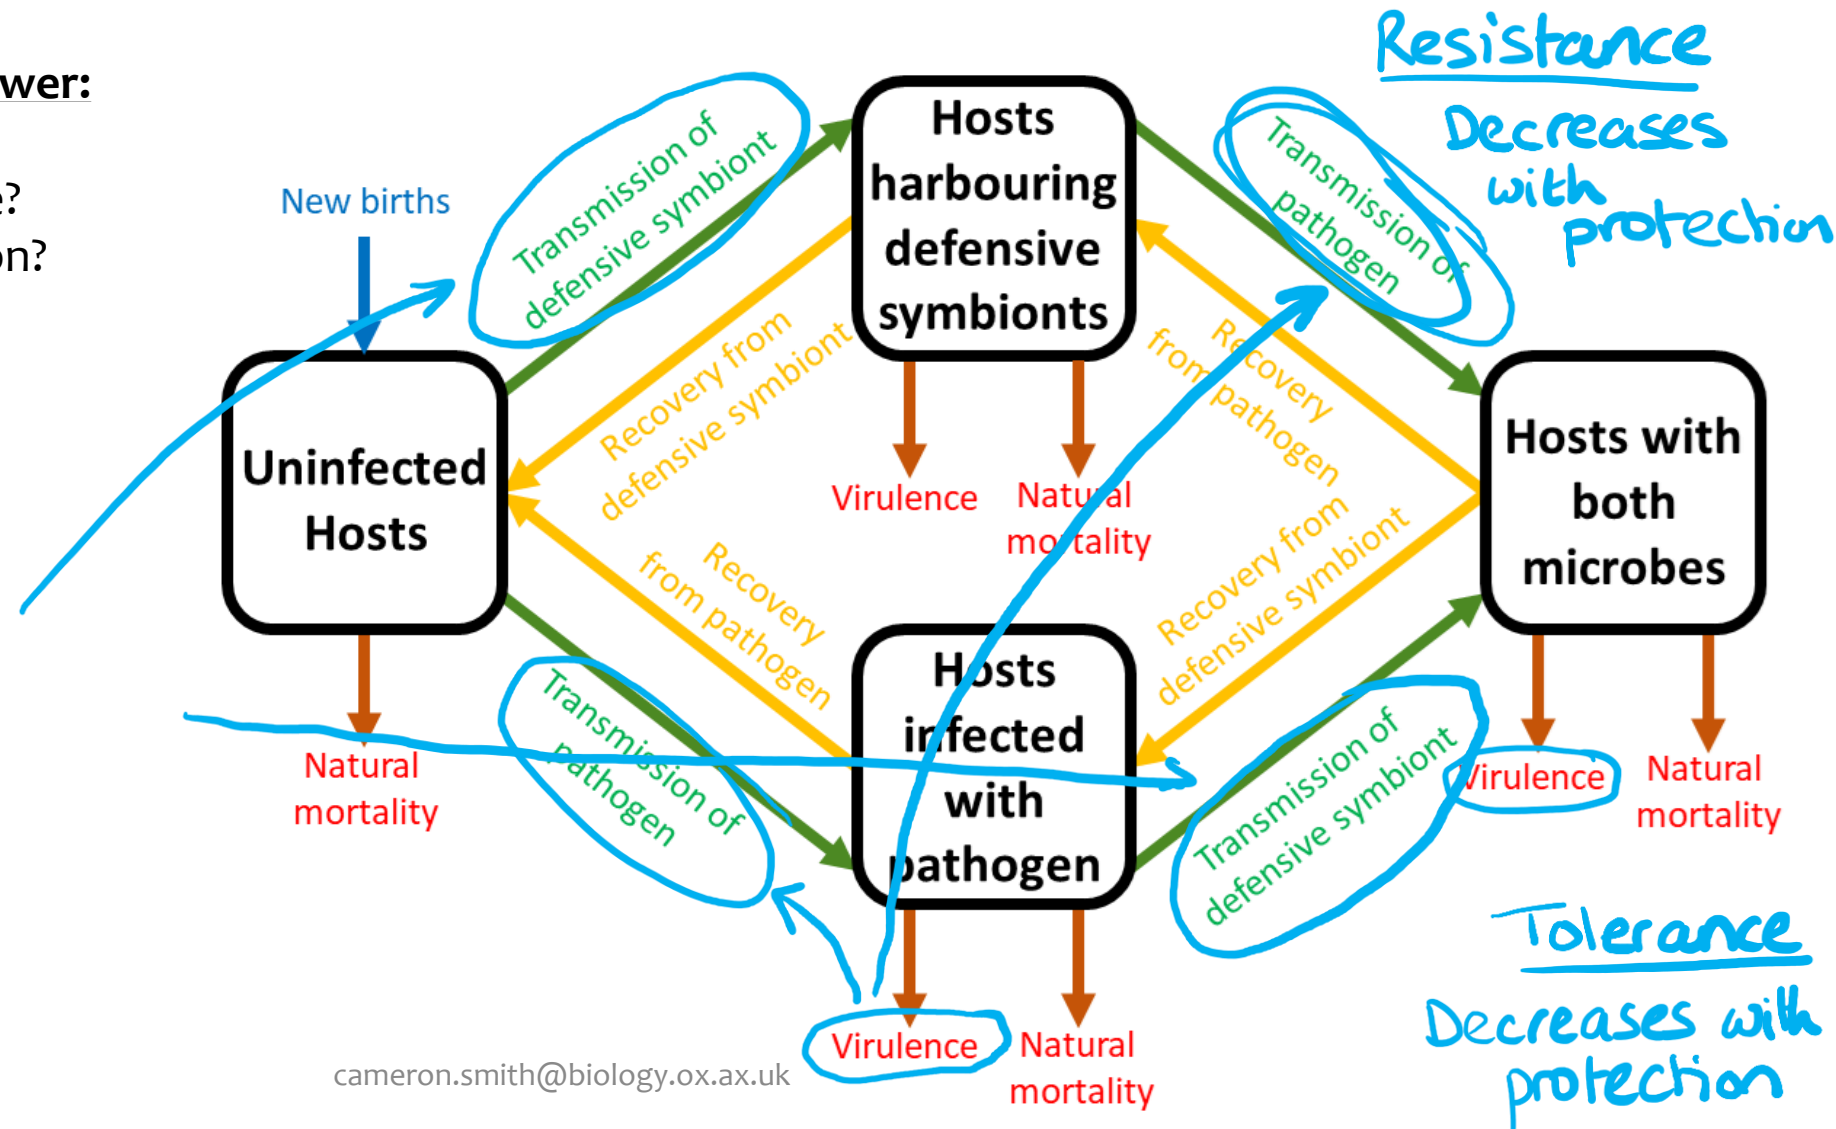 wer:
e?
on?
New births
Transmission of
defensive symbiont
Hosts
harbouring
defensive
symbionts
Transmission of
pathogen
Resistance
Decreases
with
protection
Recovery from
defensive symbiont
Recovery
from pathogen
Virulence
Natural
mortality
Uninfected
Hosts
Hosts with
both
microbes
Recovery
from pathogen
Recovery from
defensive symbiont
Natural
mortality
Transmission of
pathogen
Hosts
infected
with
pathogen
Transmission of
defensive symbiont
Virulence
Natural
mortality
Virulence
Natural
mortality
Tolerance
Decreases with
protection
cameron.smith@biology.ox.ax.uk